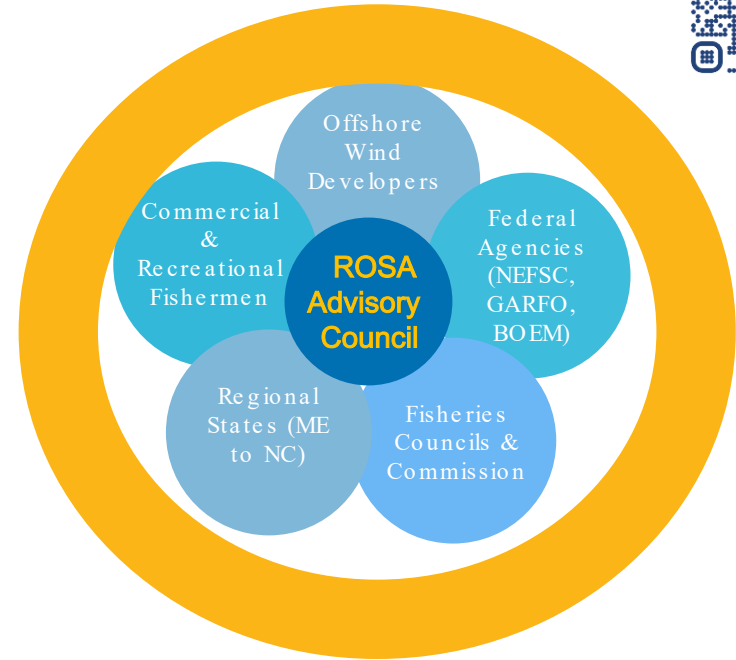 Offshore
Wind
Developers
Commercial
&
Recreational
Fishermen
Federal
Agencies
(NEFSC,
GARFO,
BOEM)
ROSA
Advisory
Council
Regional
States (ME
to NC)
Fisheries
Councils &
Commission